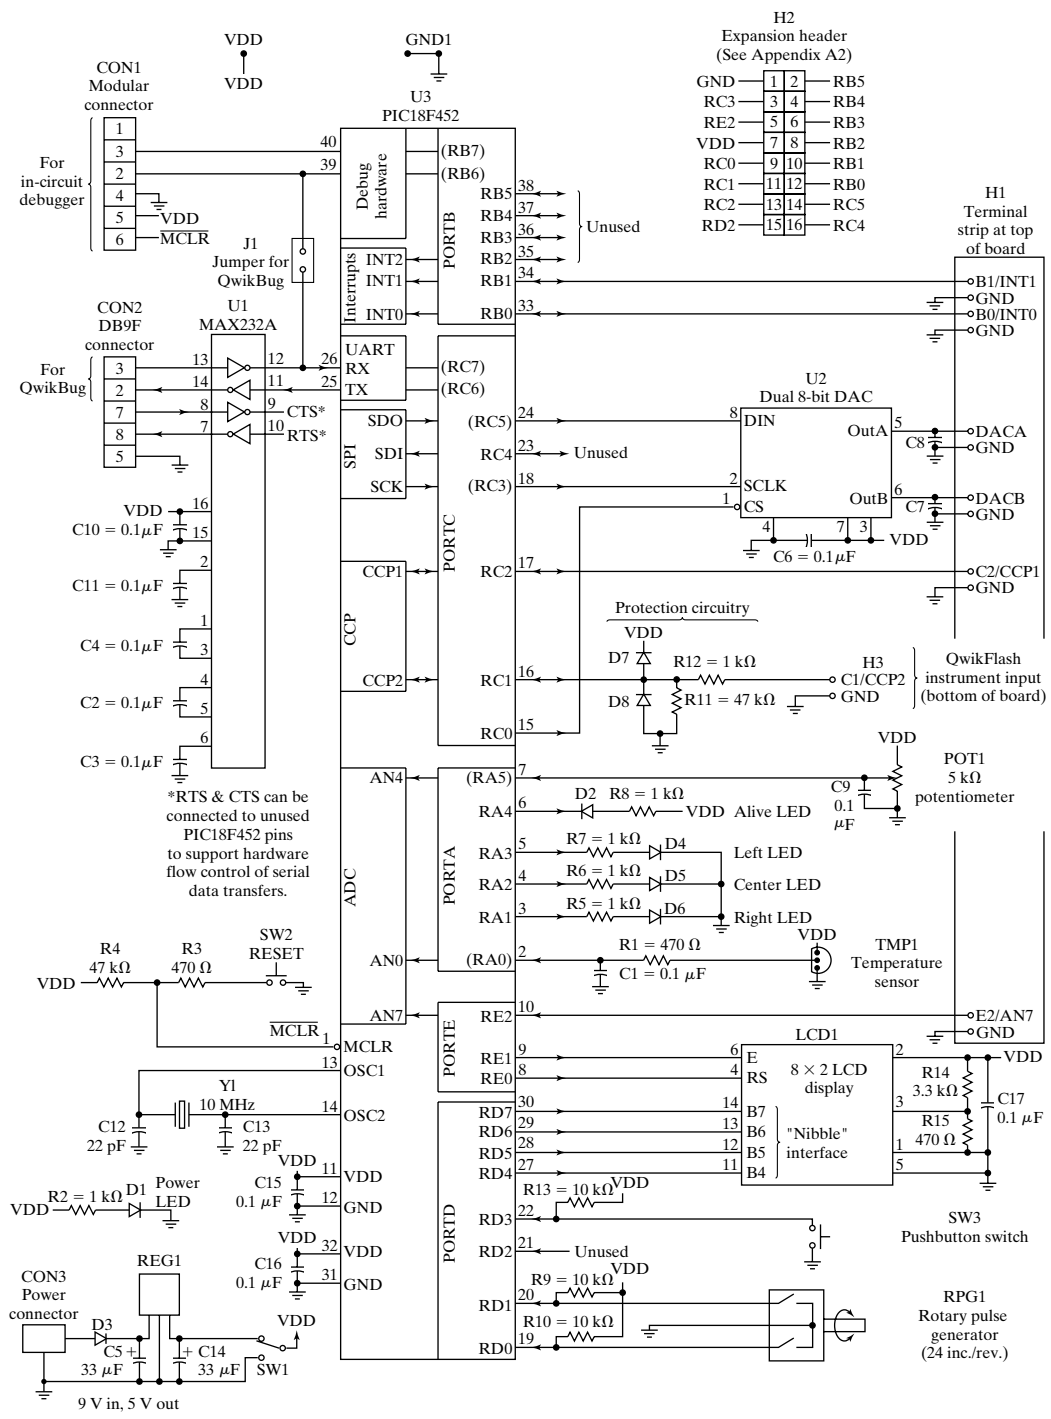 VDD
VDD
GND1
H2
Expansion header
(See Appendix A2)
GND 1 2 RB5
RC3 3 4 RB4
RE2 5 6 RB3
VDD 7 8 RB2
RC0 9 10 RB1
RC1 11 12 RB0
RC2 13 14 RC5
RD2 15 16 RC4
CON1
Modular
connector
1
3
2
4
5 VDD
6 MCLR
For
in-circuit
debugger
J1
Jumper for
QwikBug
U3
PIC18F452
40
39
Debug
hardware
(RB7)
(RB6)
PORTB
RB5 38
RB4 37
RB3 36
RB2 35
Unused
RB1 34
RB0 33
Interrupts
INT2
INT1
INT0
H1
Terminal
strip at top
of board
B1/INT1
GND
B0/INT0
GND
CON2
DB9F
connector
For
QwikBug
3
2
7
8
5
U1
MAX232A
13 12
14 11
8 9 CTS*
7 10 RTS*
26
25
UART
RX
TX
(RC7)
(RC6)
SPI
SDO
SDI
SCK
(RC5) 24
RC4 23 Unused
(RC3) 18
PORTC
U2
Dual 8-bit DAC
8 DIN
2 SCLK
1 CS
OutA 5
OutB 6
4 7 3
VDD
C6 = 0.1µF
C8
C7
DACA
GND
DACB
GND
VDD 16
C10 = 0.1µF
15
2
C11 = 0.1µF
1
C4 = 0.1µF
3
4
C2 = 0.1µF
5
6
C3 = 0.1µF
CCP
CCP1
CCP2
RC2 17
C2/CCP1
GND
Protection circuitry
VDD
D7
D8
R12 = 1 kΩ
R11 = 47 kΩ
RC1 16
H3
C1/CCP2
GND
QwikFlash
instrument input
(bottom of board)
RC0 15
*RTS & CTS can be
connected to unused
PIC18F452 pins
to support hardware
flow control of serial
data transfers.
ADC
AN4
AN0
AN7
PORTA
(RA5) 7
VDD
C9
0.1
µF
POT1
5 kΩ
potentiometer
RA4 6 D2 R8 = 1 kΩ VDD Alive LED
RA3 5 R7 = 1 kΩ D4 Left LED
RA2 4 R6 = 1 kΩ D5 Center LED
RA1 3 R5 = 1 kΩ D6 Right LED
(RA0) 2 R1 = 470 Ω
C1 = 0.1 µF
VDD
TMP1
Temperature
sensor
VDD
R4
47 kΩ
R3
470 Ω
SW2
RESET
MCLR
1 MCLR
13 OSC1
14 OSC2
Y1
10 MHz
C12
22 pF
C13
22 pF
PORTE
RE2 10
RE1 9
RE0 8
E2/AN7
GND
LCD1
8 × 2 LCD
display
6 E
4 RS
14 B7
13 B6
12 B5
11 B4
"Nibble"
interface
2
3
1
5
VDD
R14
3.3 kΩ
R15
470 Ω
C17
0.1 µF
PORTD
RD7 30
RD6 29
RD5 28
RD4 27
VDD
11 VDD
C15
0.1 µF
12 GND
VDD
32 VDD
C16
0.1 µF
31 GND
VDD R2 = 1 kΩ D1
Power
LED
R13 = 10 kΩ VDD
RD3 22
SW3
Pushbutton switch
RD2 21 Unused
VDD
R9 = 10 kΩ
RD1 20
R10 = 10 kΩ
RD0 19
RPG1
Rotary pulse
generator
(24 inc./rev.)
CON3
Power
connector
REG1
D3
C5 +
33 µF
+ C14
33 µF
VDD
SW1
9 V in, 5 V out